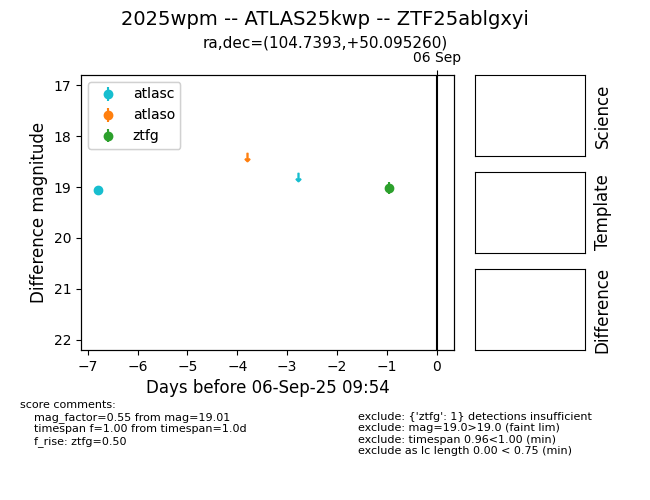 2025wpm -- ATLAS25kwp -- ZTF25ablgxyi
ra,dec=(104.7393,+50.095260)
06 Sep
atlasc
atlaso
ztfg
17
18
19
20
21
22
Difference magnitude
−7
−6
−5
−4
−3
−2
−1
0
Days before 06-Sep-25 09:54
Science
Template
Difference
score comments:
mag_factor=0.55 from mag=19.01
timespan f=1.00 from timespan=1.0d
f_rise: ztfg=0.50
exclude: {'ztfg': 1} detections insufficient
exclude: mag=19.0>19.0 (faint lim)
exclude: timespan 0.96<1.00 (min)
exclude as lc length 0.00 < 0.75 (min)